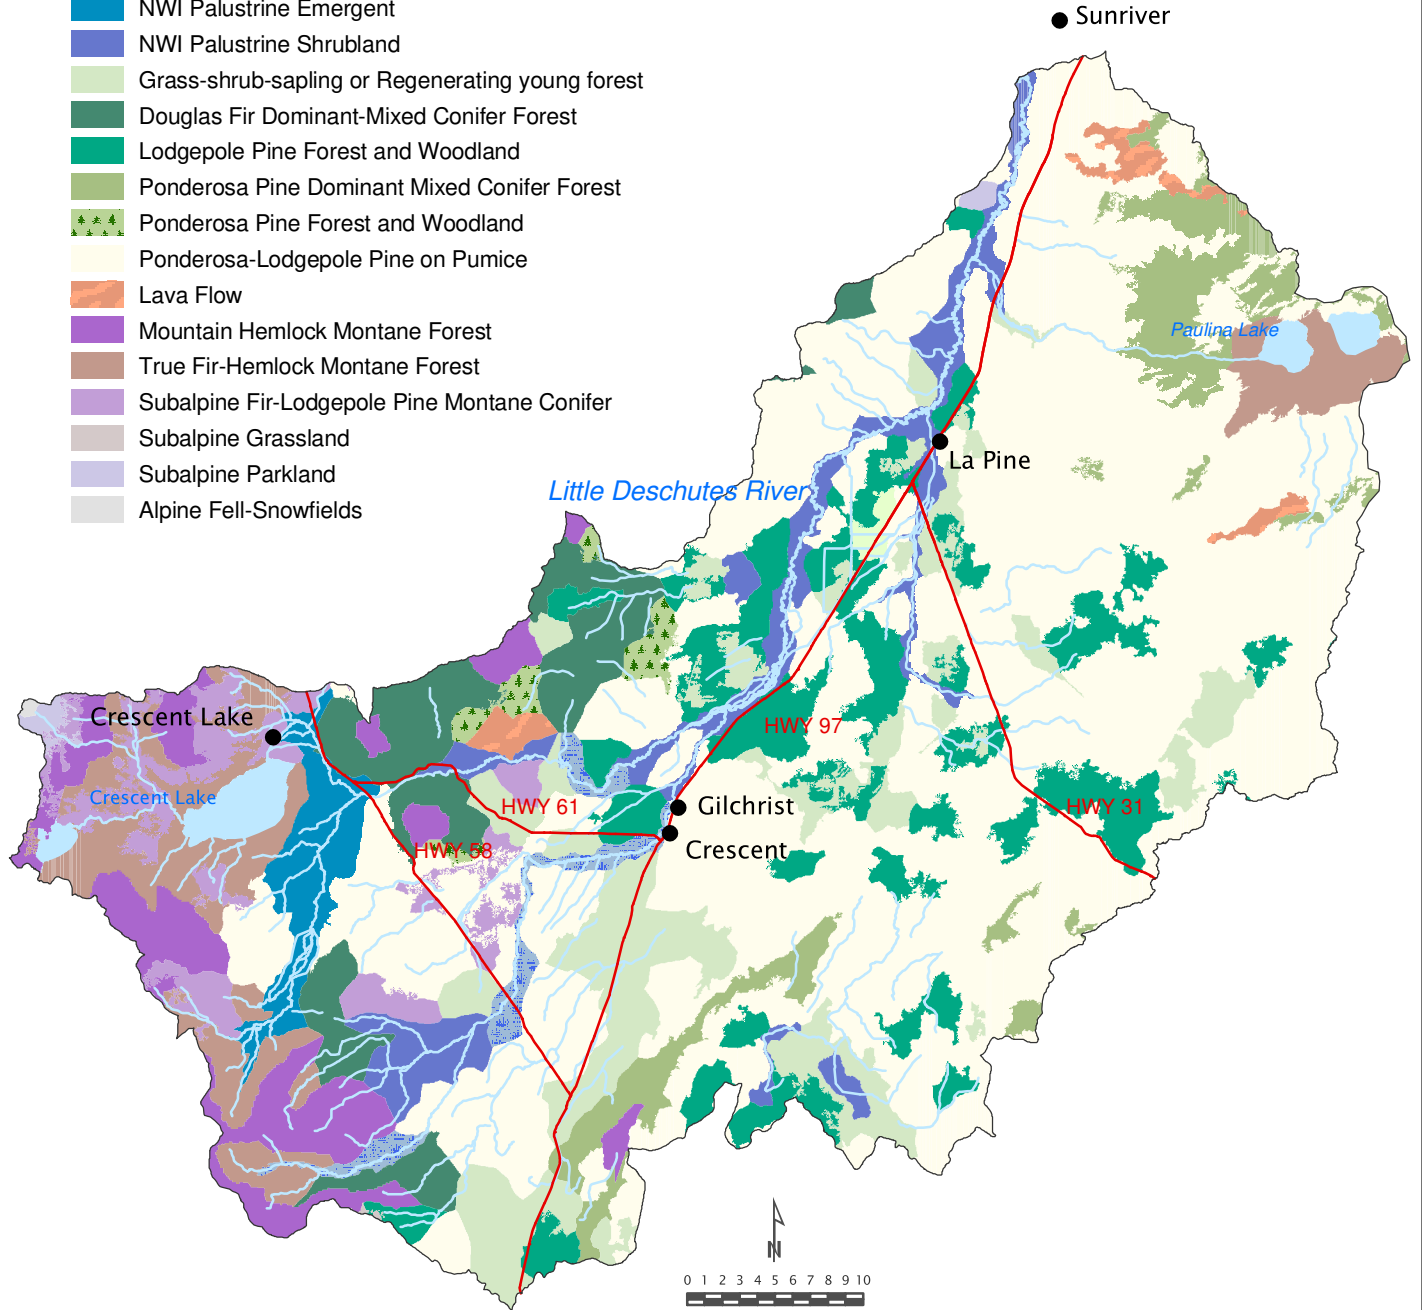 NWI Palustrine Emergent
Sunriver
NWI Palustrine Shrubland
Grass-shrub-sapling or Regenerating young forest
Douglas Fir Dominant-Mixed Conifer Forest
Lodgepole Pine Forest and Woodland
Ponderosa Pine Dominant Mixed Conifer Forest
Ponderosa Pine Forest and Woodland
Ponderosa-Lodgepole Pine on Pumice
Lava Flow
Mountain Hemlock Montane Forest
True Fir-Hemlock Montane Forest
Subalpine Fir-Lodgepole Pine Montane Conifer
Subalpine Grassland
Subalpine Parkland
Alpine Fell-Snowfields
Paulina Lake
La Pine
Little Deschutes River
Crescent Lake
HWY 97
Crescent Lake
HWY 61
Gilchrist
HWY 31
HWY 58
Crescent
N
0 1 2 3 4 5 6 7 8 9 10